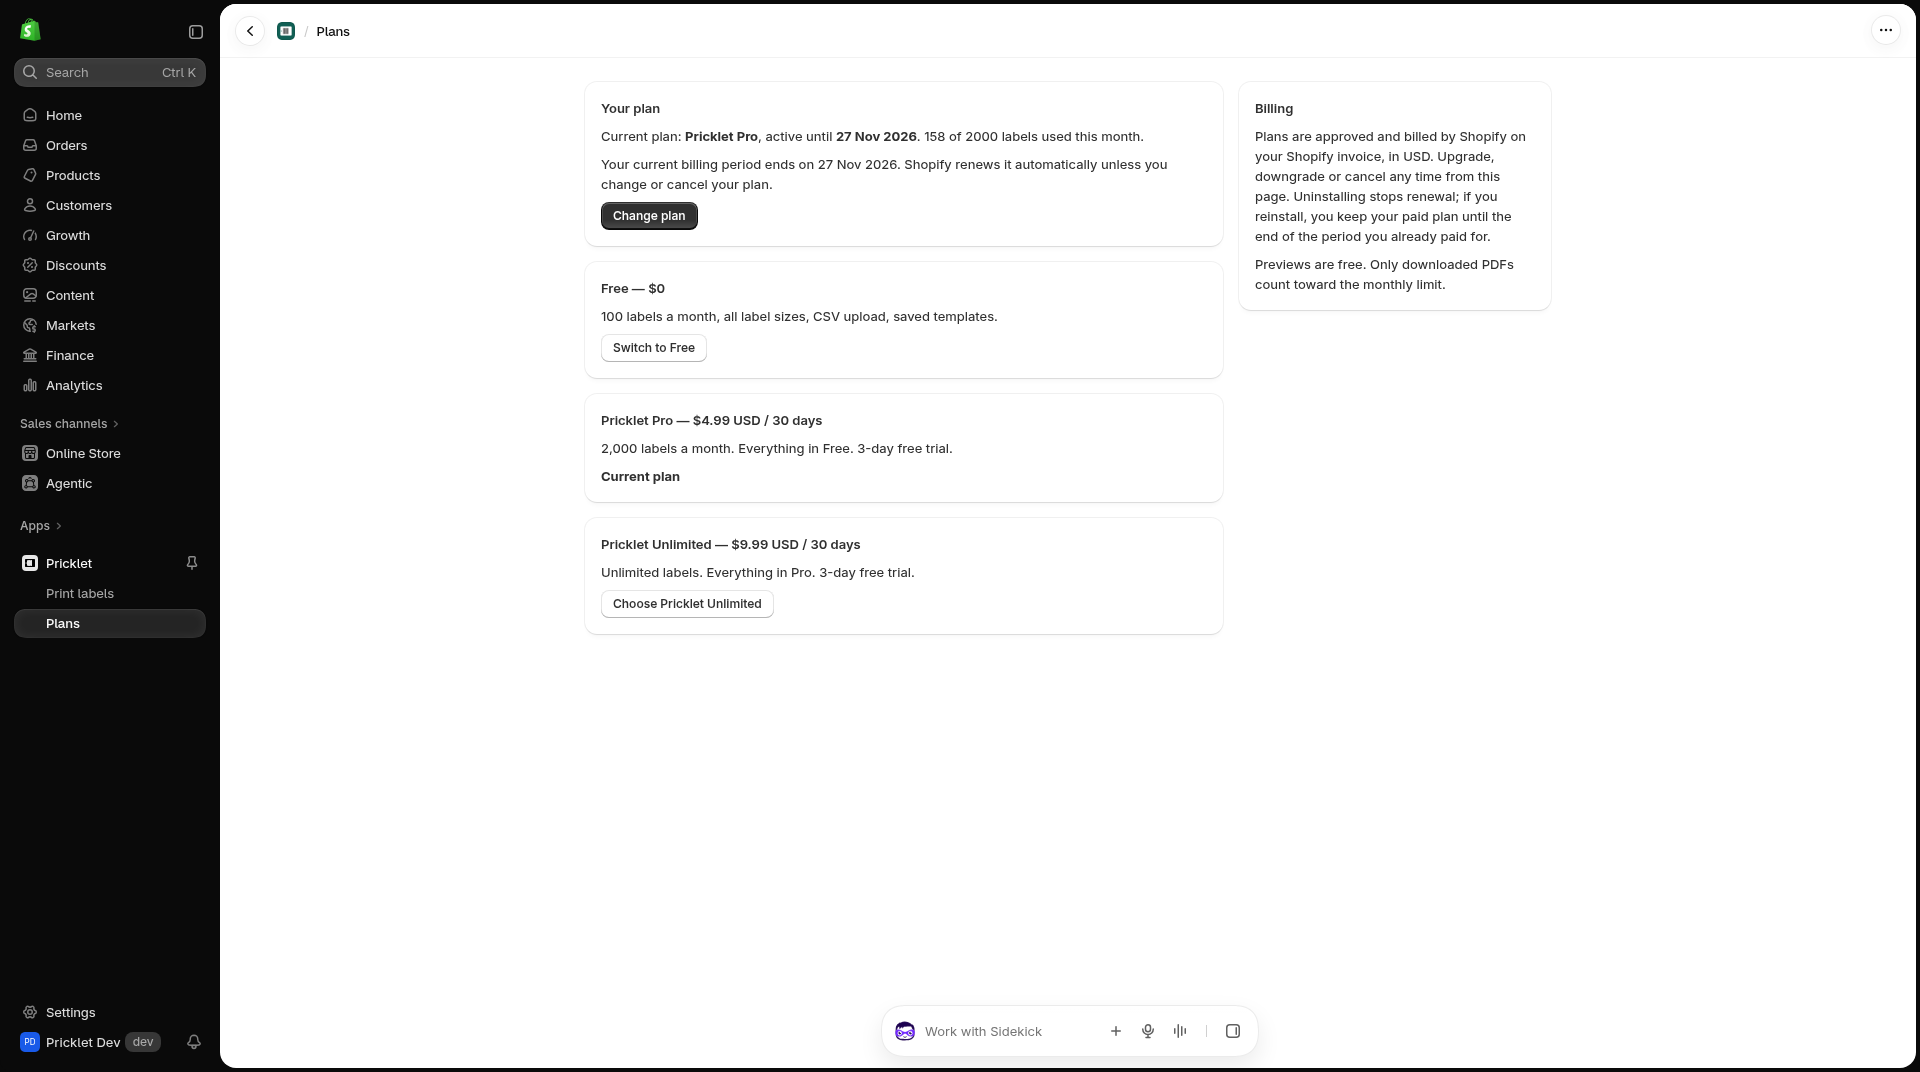 Search
Ctrl K
Home
Orders
Products
Customers
Growth
Discounts
Content
Markets
Finance
Analytics
Sales channels
Online Store
Agentic
Apps
Pricklet
Print labels
Plans
Settings
PD
Pricklet Dev
dev
/ Plans
Your plan
Current plan: Pricklet Pro, active until 27 Nov 2026. 158 of 2000 labels used this month.
Your current billing period ends on 27 Nov 2026. Shopify renews it automatically unless you
change or cancel your plan.
Change plan
Free — $0
100 labels a month, all label sizes, CSV upload, saved templates.
Switch to Free
Pricklet Pro — $4.99 USD / 30 days
2,000 labels a month. Everything in Free. 3-day free trial.
Current plan
Pricklet Unlimited — $9.99 USD / 30 days
Unlimited labels. Everything in Pro. 3-day free trial.
Choose Pricklet Unlimited
Billing
Plans are approved and billed by Shopify on
your Shopify invoice, in USD. Upgrade,
downgrade or cancel any time from this
page. Uninstalling stops renewal; if you
reinstall, you keep your paid plan until the
end of the period you already paid for.
Previews are free. Only downloaded PDFs
count toward the monthly limit.
Work with Sidekick